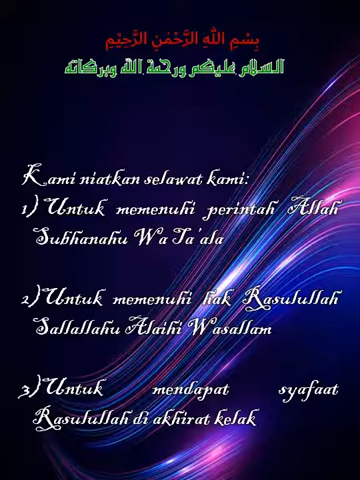 بِسْمِ اللهِ الرَّحْمٰنِ الرَّحِيْمِ
السلام عليكم ورحمة الله وبركاته
Kami niatkan selawat kami:
1) Untuk memenuhi perintah Allah
Subhanahu Wa Ta'ala
2) Untuk memenuhi hak Rasulullah
Sallallahu Alaihi Wasallam
3) Untuk mendapat syafaat
Rasulullah di akhirat kelak